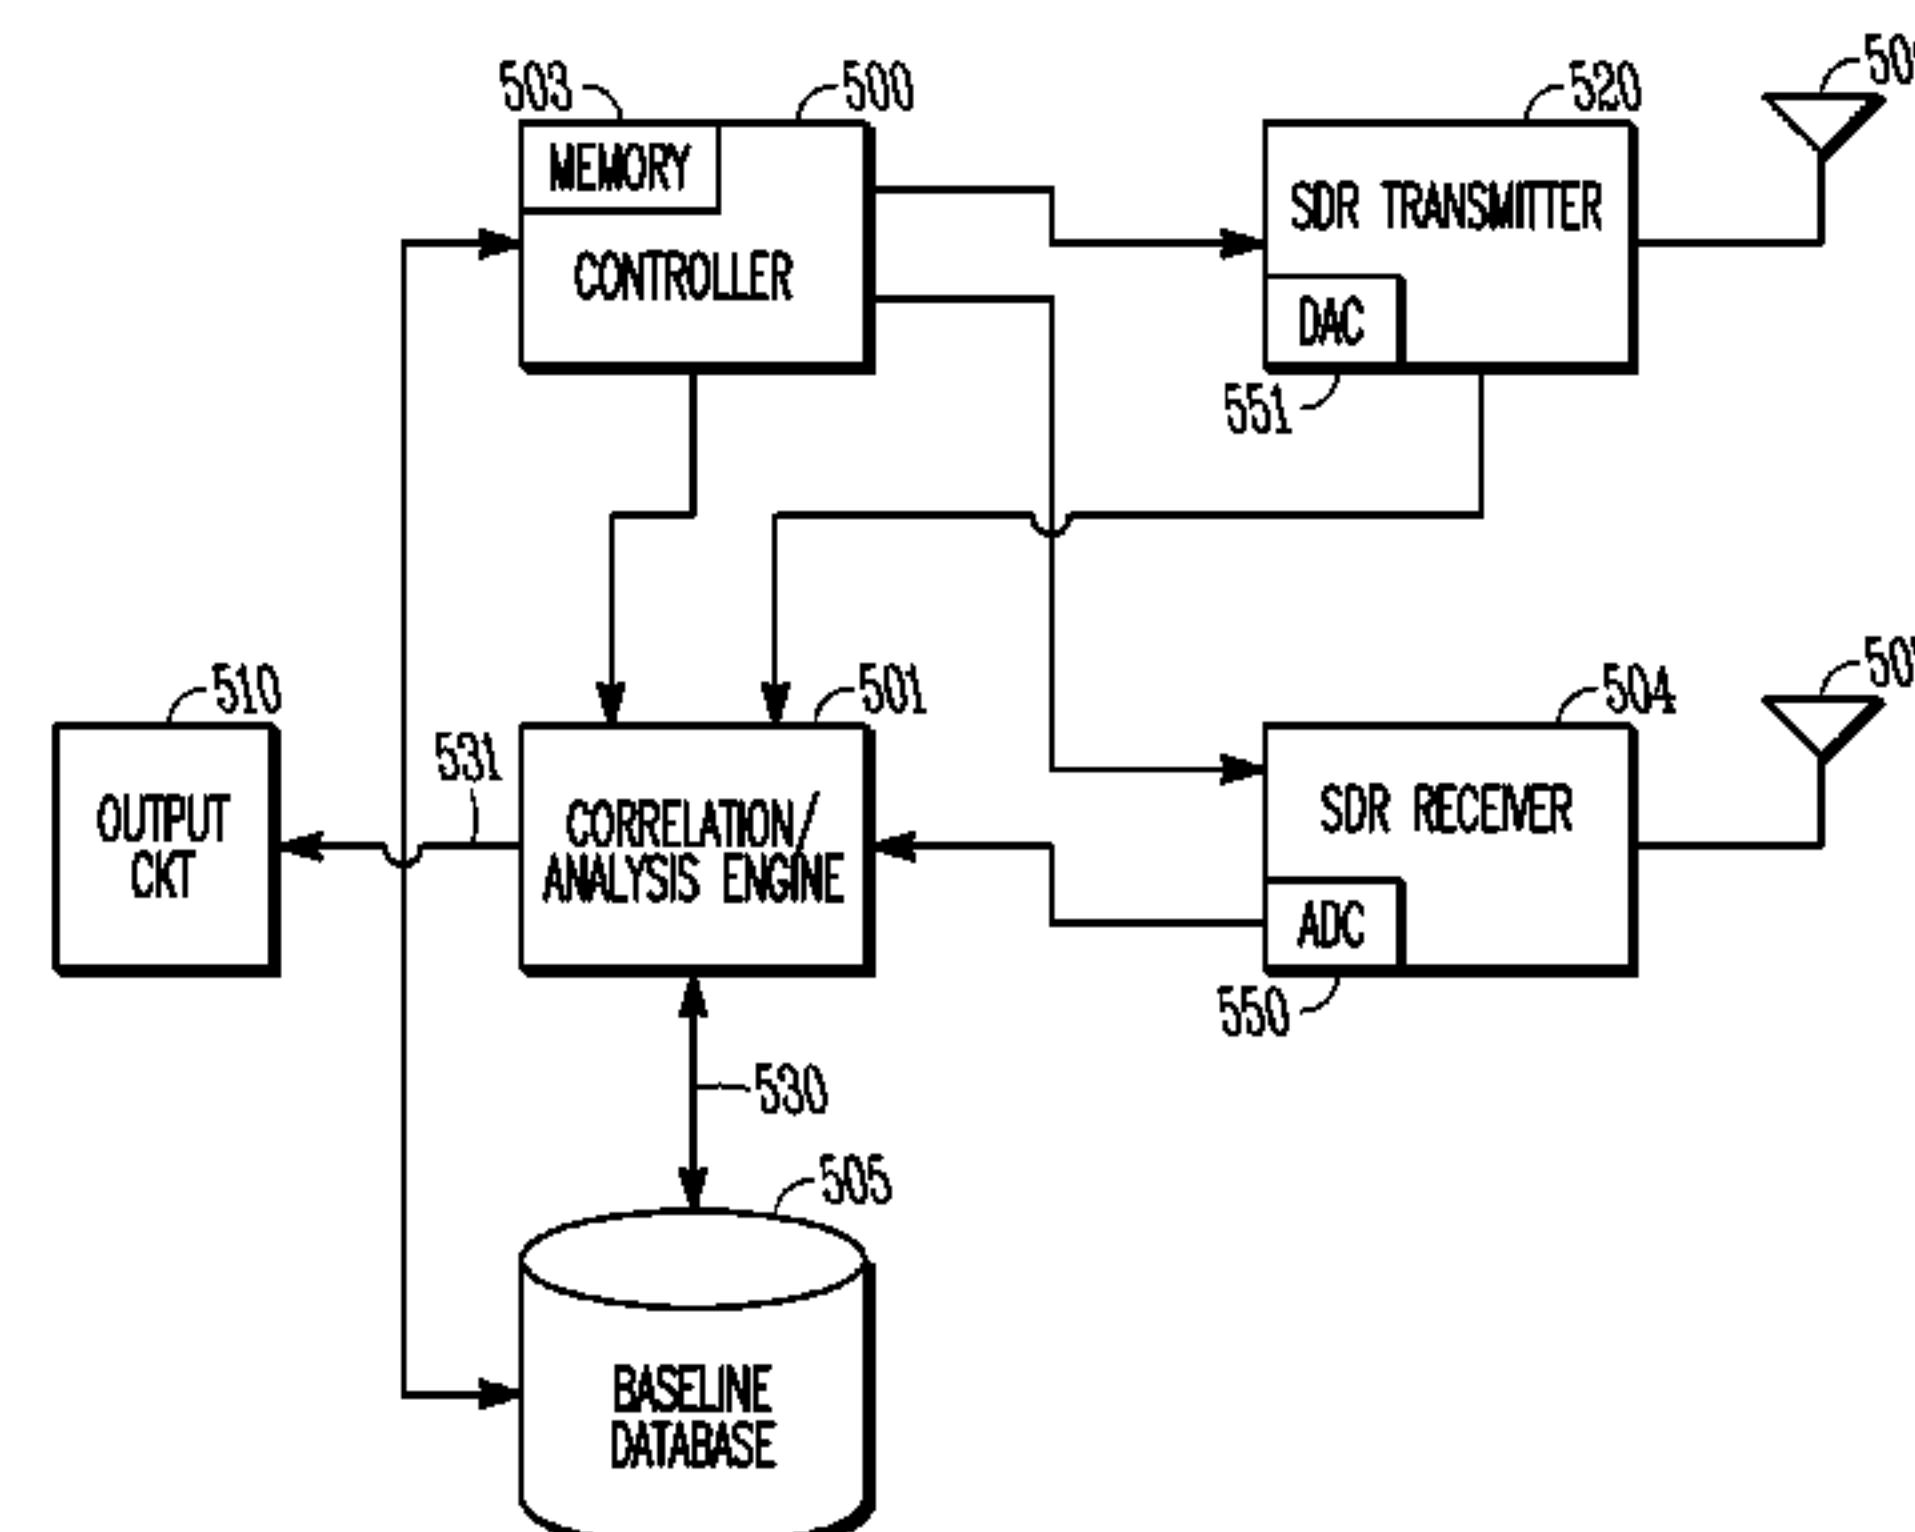 503
500
520
MEMORY
CONTROLLER
SDR TRANSMITTER
DAC
551
510
531
501
504
OUTPUT
CKT
CORRELATION/
ANALYSIS ENGINE
SDR RECEIVER
ADC
550
530
505
BASELINE
DATABASE